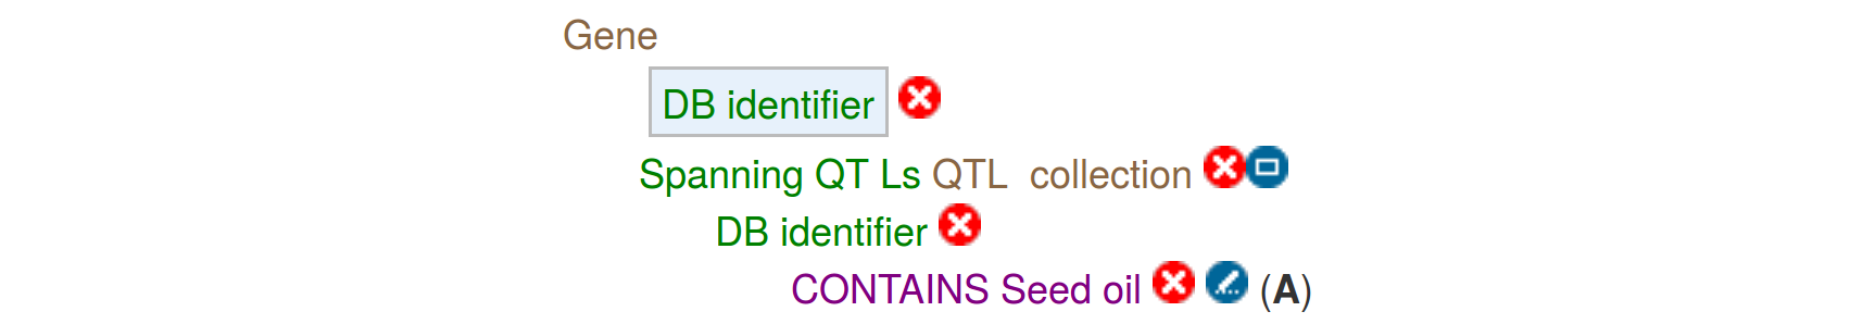 Gene
DB identifier
Spanning QT Ls QTL collection
DB identifier
CONTAINS Seed oil (A)